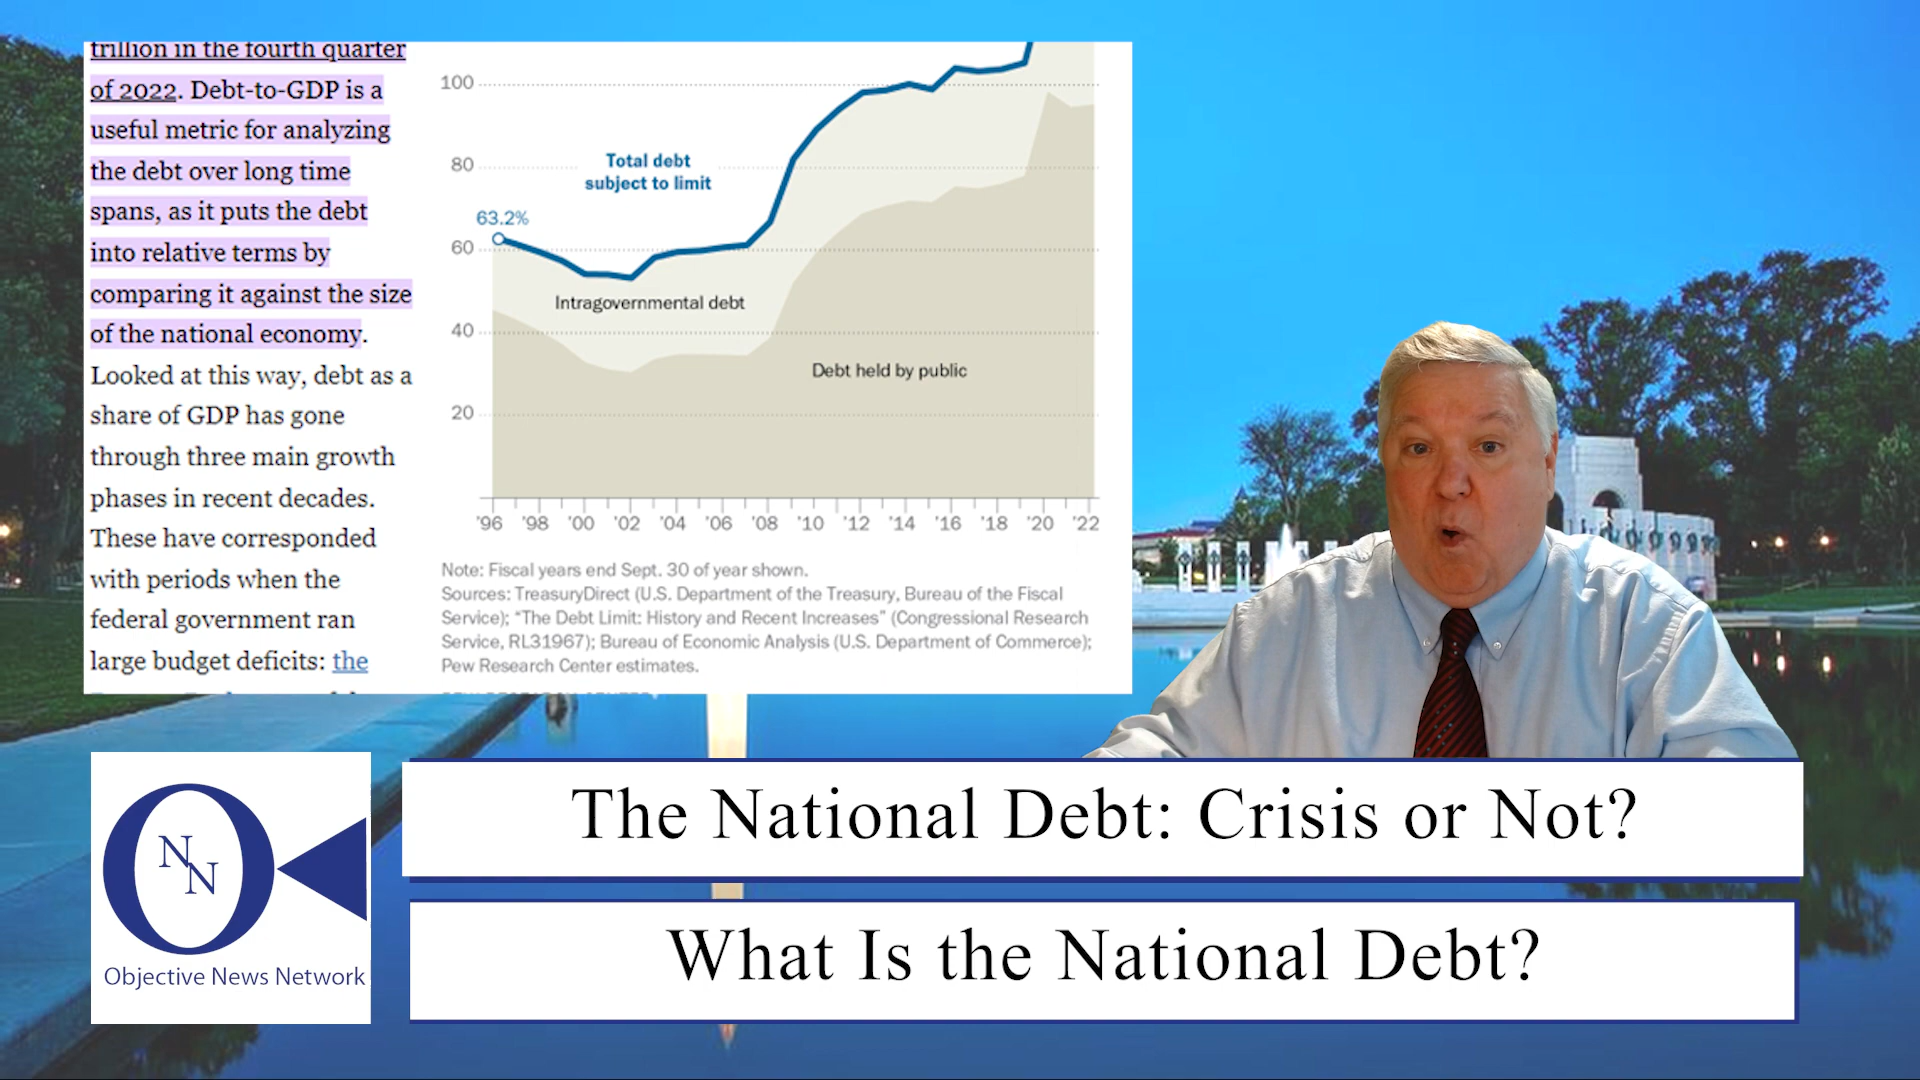 trillion in the fourth quarter
of 2022. Debt-to-GDP is a
useful metric for analyzing
the debt over long time
spans, as it puts the debt
into relative terms by
comparing it against the size
of the national economy.
Looked at this way, debt as a
share of GDP has gone
through three main growth
phases in recent decades.
These have corresponded
with periods when the
federal government ran
large budget deficits: the
100
80
60
40
20
Total debt
subject to limit
63.2%
Intragovernmental debt
Debt held by public
'96 '98 '00 '02 '04 '06 '08 '10 '12 '14 '16 '18 '20 '22
Note: Fiscal years end Sept. 30 of year shown.
Sources: TreasuryDirect (U.S. Department of the Treasury, Bureau of the Fiscal
Service); “The Debt Limit: History and Recent Increases” (Congressional Research
Service, RL31967); Bureau of Economic Analysis (U.S. Department of Commerce);
Pew Research Center estimates.
N
N
Objective News Network
The National Debt: Crisis or Not?
What Is the National Debt?